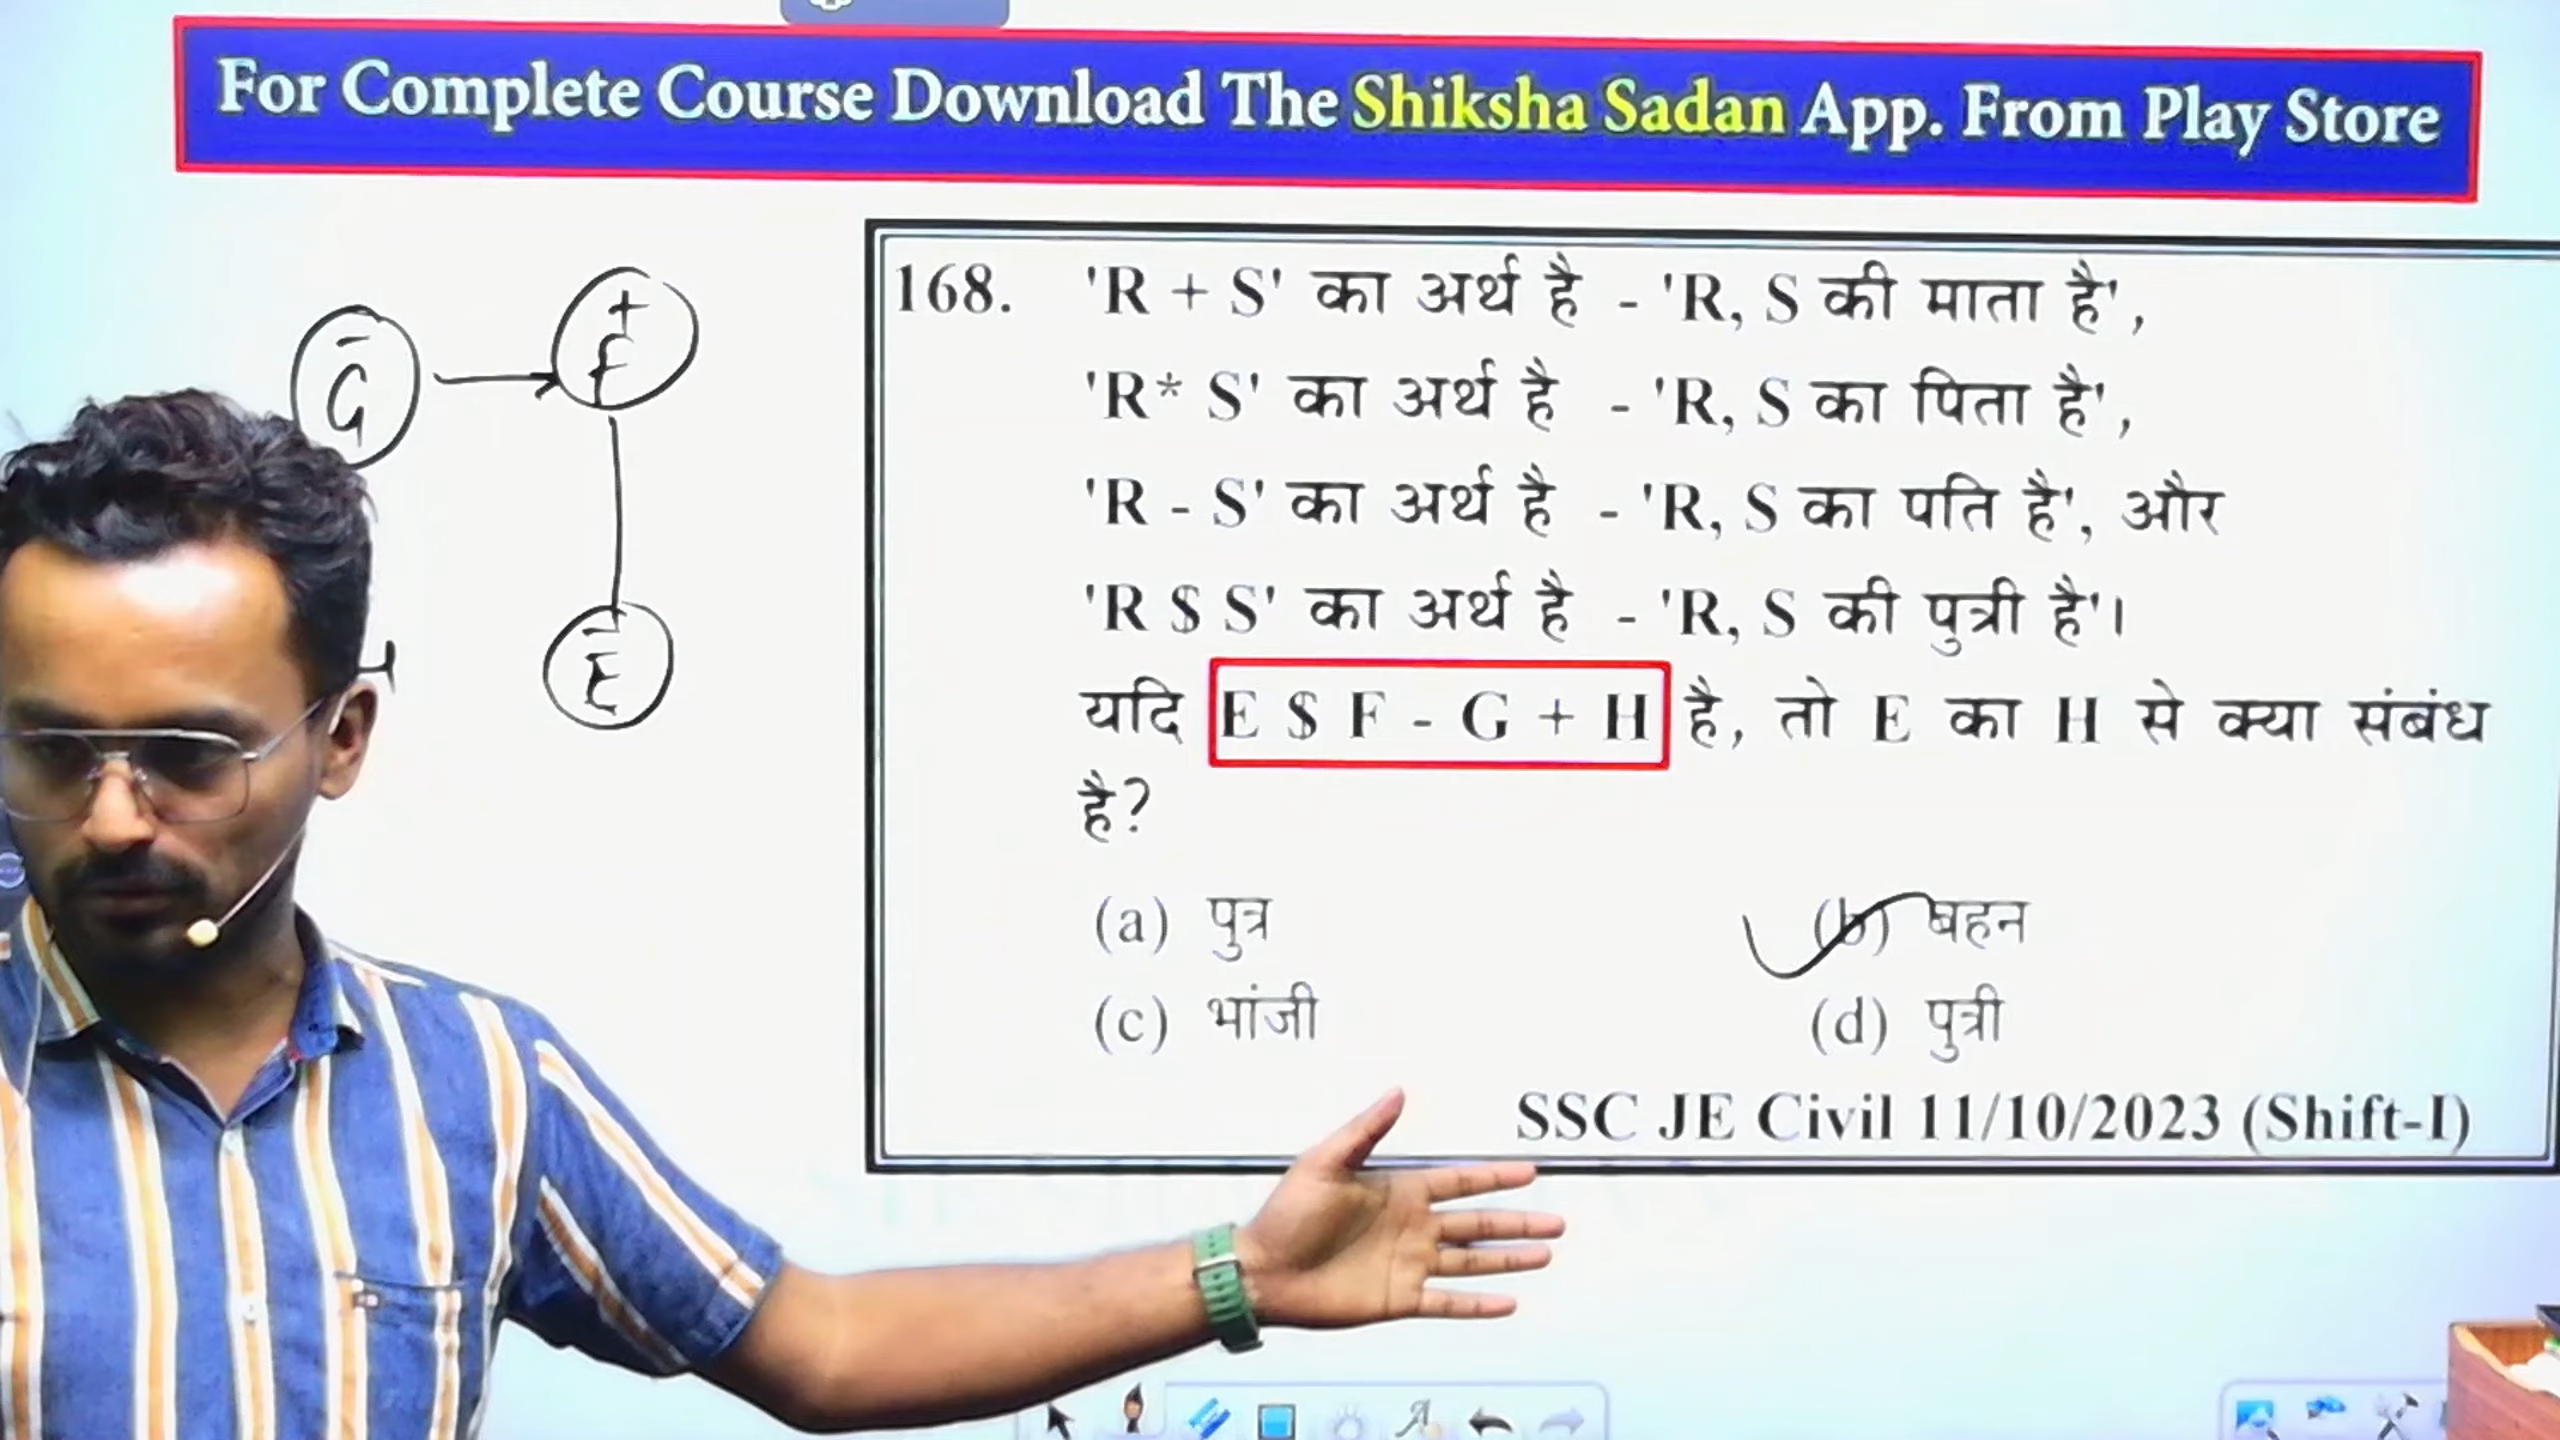 For Complete Course Download The Shiksha Sadan App. From Play Store
168. 'R + S' का अर्थ है - 'R, S की माता है',
'R* S' का अर्थ है - 'R, S का पिता है',
'R - S' का अर्थ है - 'R, S का पति है', और
'R $ S' का अर्थ है - 'R, S की पुत्री है'।
यदि E $ F - G + H है, तो E का H से क्या संबंध
है?
(a) पुत्र (b) बहन
(c) भांजी (d) पुत्री
SSC JE Civil 11/10/2023 (Shift-I)
- G
+ F
- E